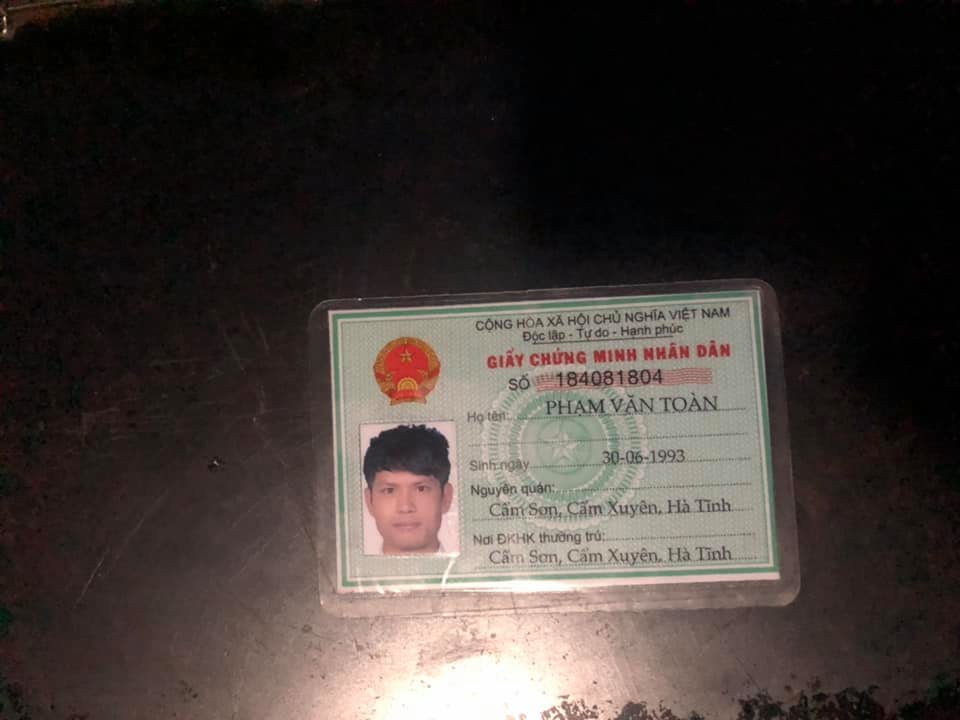 CỘNG HÒA XÃ HỘI CHỦ NGHĨA VIỆT NAM
Độc lập - Tự do - Hạnh phúc
GIẤY CHỨNG MINH NHÂN DÂN
SỐ 184081804
Họ tên: PHẠM VĂN TOÀN
Sinh ngày 30-06-1993
Nguyên quán:
Cẩm Sơn, Cẩm Xuyên, Hà Tĩnh
Nơi ĐKHK thường trú:
Cẩm Sơn, Cẩm Xuyên, Hà Tĩnh